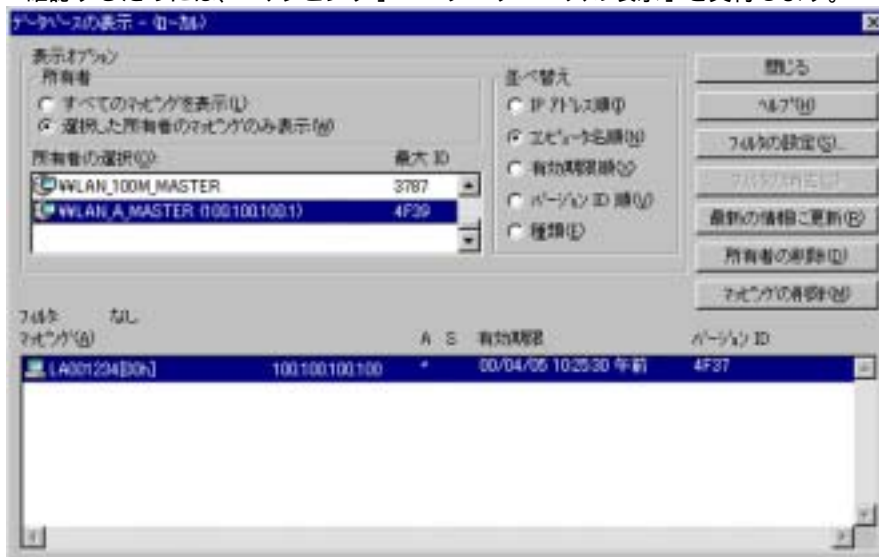 データベースの表示 - (ローカル)
表示オプション
所有者
すべてのマッピングを表示(L)
選択した所有者のマッピングのみ表示(W)
所有者の選択(O):
最大 ID
\\LAN_100M_MASTER
3787
\\LAN_A_MASTER (100.100.100.1)
4F39
並べ替え
IP アドレス順(I)
コンピュータ名順(N)
有効期限順(X)
バージョン ID 順(V)
種類(E)
閉じる
ヘルプ(H)
フィルタの設定(S)...
最新の情報に更新(R)
所有者の削除(D)
マッピングの削除(M)
フィルタ: なし
マッピング(A)
A S 有効期限
バージョン ID
LA001234[00h]
100.100.100.100
*
00/04/05 10:25:30 午前
4F37